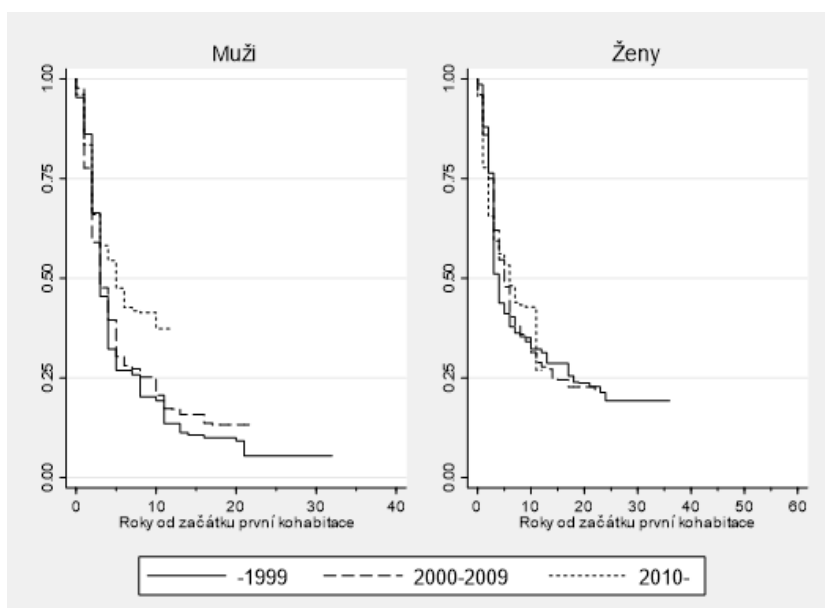 Muži
1.00
0.75
0.50
0.25
0.00
0 10 20 30 40
Roky od začátku první kohabitace
Ženy
1.00
0.75
0.50
0.25
0.00
0 10 20 30 40 50 60
Roky od začátku první kohabitace
-1999 2000-2009 2010-